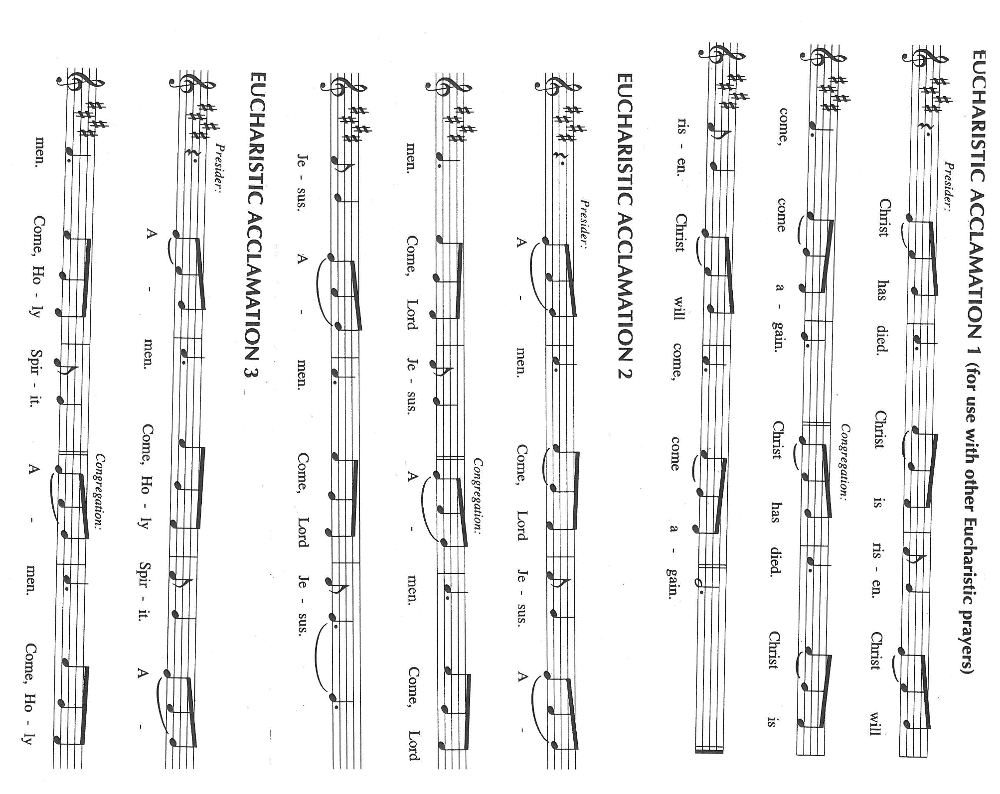 EUCHARISTIC ACCLAMATION 1 (for use with other Eucharistic prayers)
Presider:
Christ has died. Christ is ris - en. Christ will
Congregation:
come, come a - gain. Christ has died. Christ is
ris - en. Christ will come, come a - gain.
EUCHARISTIC ACCLAMATION 2
Presider:
A - men. Come, Lord Je - sus. A -
Congregation:
men. Come, Lord Je - sus. A - men. Come, Lord
Je - sus. A - men. Come, Lord Je - sus.
EUCHARISTIC ACCLAMATION 3
Presider:
A - men. Come, Ho - ly Spir - it. A -
Congregation:
men. Come, Ho - ly Spir - it. A - men. Come, Ho - ly